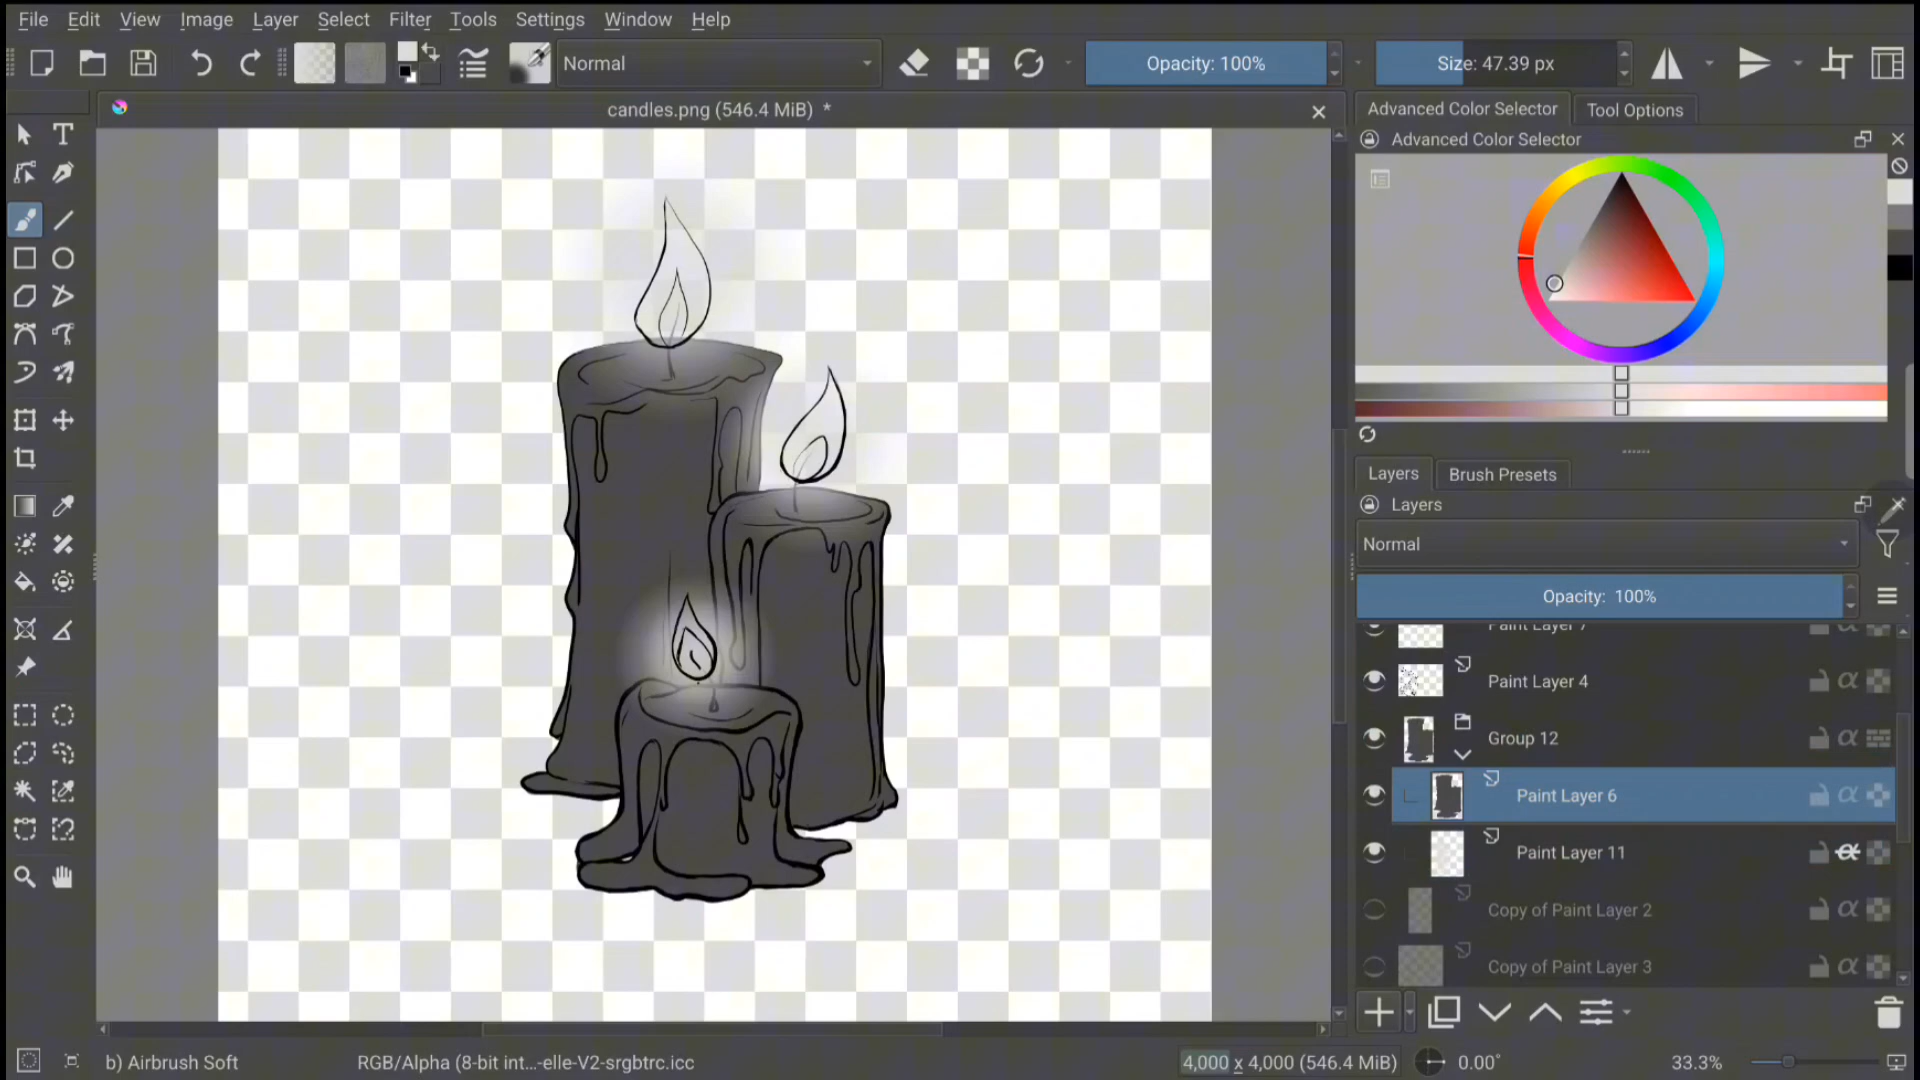 File Edit View Image Layer Select Filter Tools Settings Window Help
Normal Opacity: 100% Size: 47.39 px
candles.png (546.4 MiB) *
Advanced Color Selector Tool Options
Advanced Color Selector
Layers Brush Presets
Layers
Normal
Opacity: 100%
Paint Layer 7
Paint Layer 4
Group 12
Paint Layer 6
Paint Layer 11
Copy of Paint Layer 2
Copy of Paint Layer 3
b) Airbrush Soft RGB/Alpha (8-bit int...-elle-V2-srgbtrc.icc 4,000 x 4,000 (546.4 MiB) 0.00° 33.3%